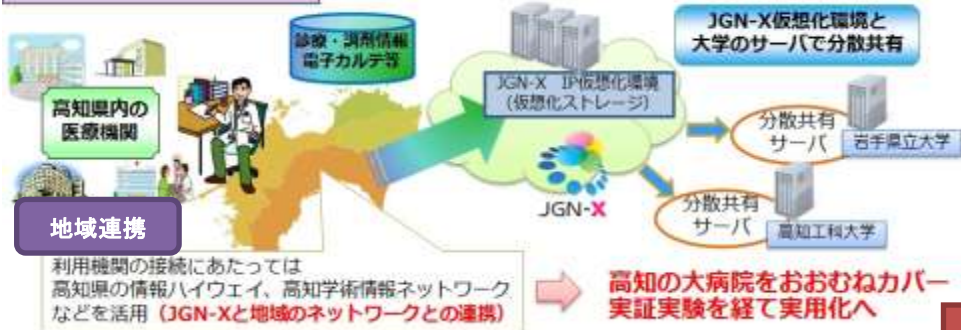 診療・調剤情報
電子カルテ等
JGN-X仮想化環境と
大学のサーバで分散共有
高知県内の
医療機関
JGN-X IP仮想化環境
(仮想化ストレージ)
分散共有
サーバ
岩手県立大学
JGN-X
分散共有
サーバ
高知工科大学
地域連携
利用機関の接続にあたっては
高知県の情報ハイウェイ、高知学術情報ネットワーク
などを活用(JGN-Xと地域のネットワークとの連携)
高知の大病院をおおむねカバー
実証実験を経て実用化へ